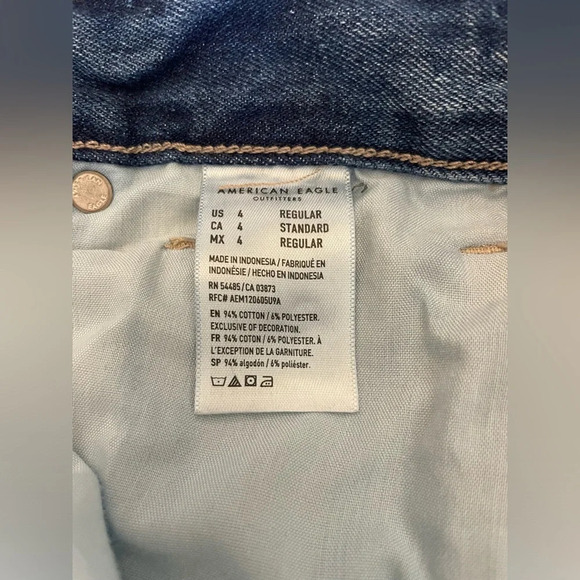 AMERICAN EAGLE
OUTFITTERS
US 4 REGULAR
CA 4 STANDARD
MX 4 REGULAR
MADE IN INDONESIA / FABRIQUÉ EN
INDONÉSIE / HECHO EN INDONESIA
RN 54485/CA 03873
RFC# AEM120605U9A
EN 94% COTTON / 6% POLYESTER.
EXCLUSIVE OF DECORATION.
FR 94% COTON / 6% POLYESTER. À
L'EXCEPTION DE LA GARNITURE.
SP 94% algodón / 6% poliéster.